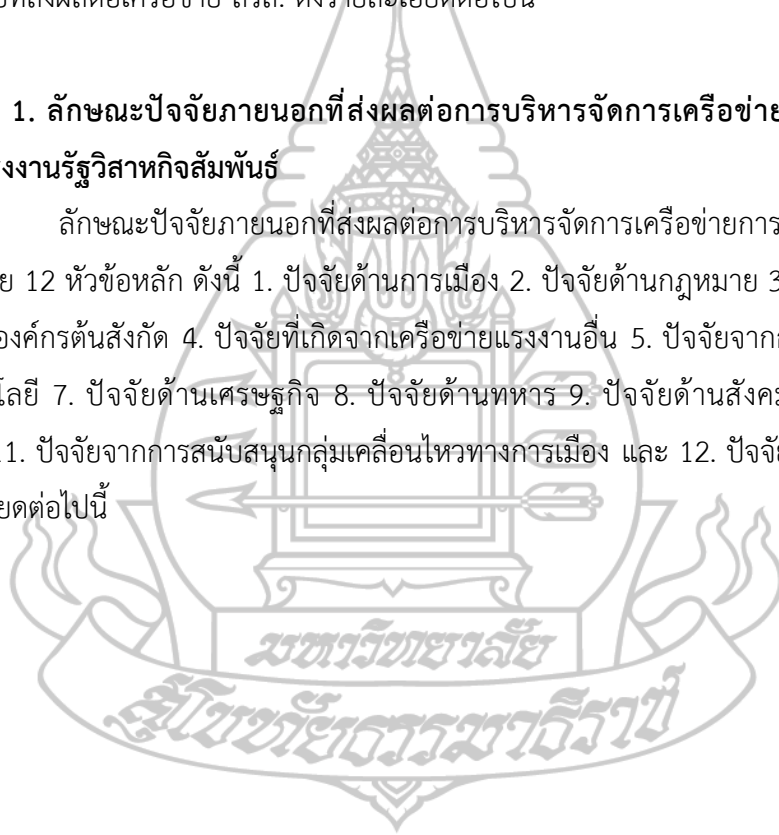 ที่ส่งผลต่อเครือข่าย สรส. ดังรายละเอียดต่อไปนี้
1. ลักษณะปัจจัยภายนอกที่ส่งผลต่อการบริหารจัดการเครือข่าย
งงานรัฐวิสาหกิจสัมพันธ์
ลักษณะปัจจัยภายนอกที่ส่งผลต่อการบริหารจัดการเครือข่ายการ
ย 12 หัวข้อหลัก ดังนี้ 1. ปัจจัยด้านการเมือง 2. ปัจจัยด้านกฎหมาย 3
องค์กรต้นสังกัด 4. ปัจจัยที่เกิดจากเครือข่ายแรงงานอื่น 5. ปัจจัยจาก
โลยี 7. ปัจจัยด้านเศรษฐกิจ 8. ปัจจัยด้านทหาร 9. ปัจจัยด้านสังคม
11. ปัจจัยจากการสนับสนุนกลุ่มเคลื่อนไหวทางการเมือง และ 12. ปัจจั
ยดต่อไปนี้
มหาวิทยาลัย
สุโขทัยธรรมาธิราช